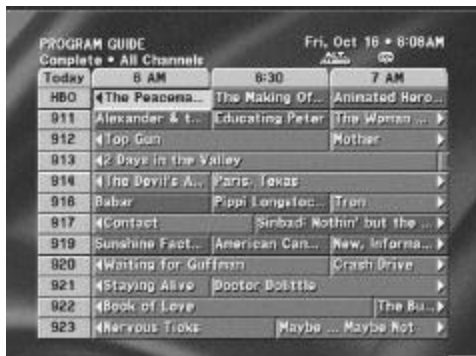 PROGRAM GUIDE Fri, Oct 16 • 6:08AM
Complete • All Channels ALT AUDIO
Today 6 AM 6:30 7 AM
HBO The Peacema... The Making Of... Animated Hero...
911 Alexander & t... Educating Peter The Woman ...
912 Top Gun Mother
913 2 Days in the Valley
914 The Devil's A... Paris, Texas
916 Babar Pippi Longstoc... Tron
917 Contact Sinbad: Nothin' but the ...
919 Sunshine Fact... American Can... New, Informa...
920 Waiting for Guffman Crash Drive
921 Staying Alive Doctor Dolittle
922 Book of Love The Bu...
923 Nervous Ticks Maybe ... Maybe Not